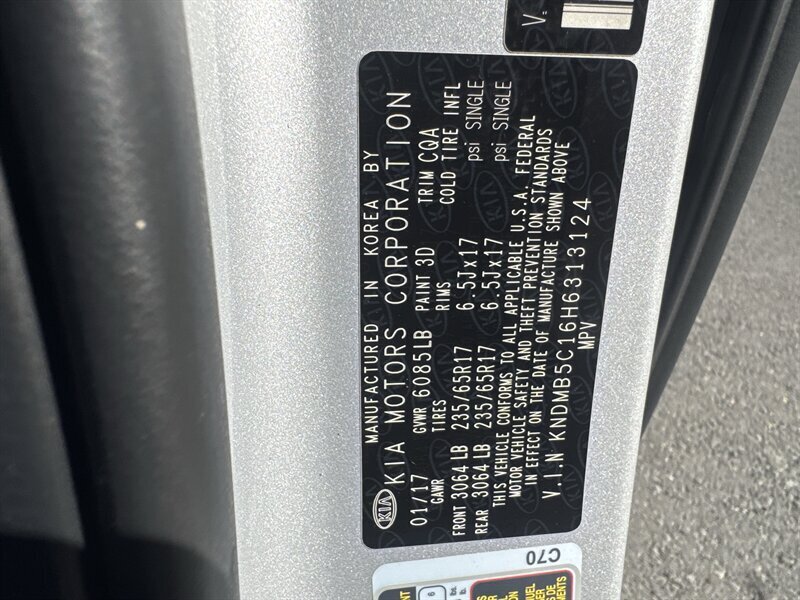 V:
MANUFACTURED IN KOREA BY
KIA KIA MOTORS CORPORATION
01/17 GVWR 6085LB PAINT 3D TRIM CQA
GAWR TIRES RIMS COLD TIRE INFL
FRONT 3064 LB 235/65R17 6.5Jx17 psi SINGLE
REAR 3064 LB 235/65R17 6.5Jx17 psi SINGLE
THIS VEHICLE CONFORMS TO ALL APPLICABLE U.S.A. FEDERAL
MOTOR VEHICLE SAFETY AND THEFT PREVENTION STANDARDS
IN EFFECT ON THE DATE OF MANUFACTURE SHOWN ABOVE
V.I.N KNDMB5C16H6313124
MPV
C70